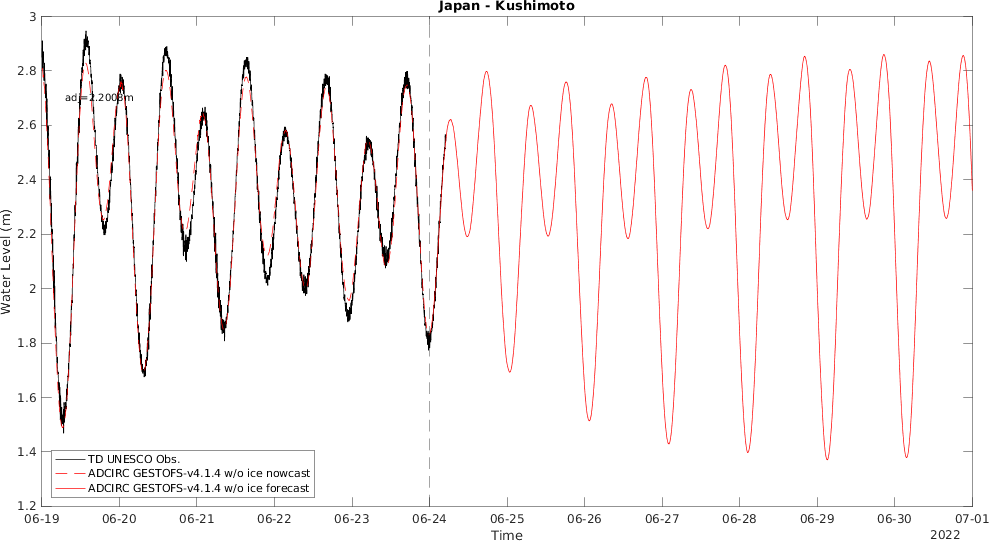 Japan - Kushimoto
3
2.8
2.6
2.4
2.2
2
1.8
1.6
1.4
1.2
Water Level (m)
adj=2.2008m
TD UNESCO Obs.
ADCIRC GESTOFS-v4.1.4 w/o ice nowcast
ADCIRC GESTOFS-v4.1.4 w/o ice forecast
06-19 06-20 06-21 06-22 06-23 06-24 06-25 06-26 06-27 06-28 06-29 06-30 07-01
Time
2022